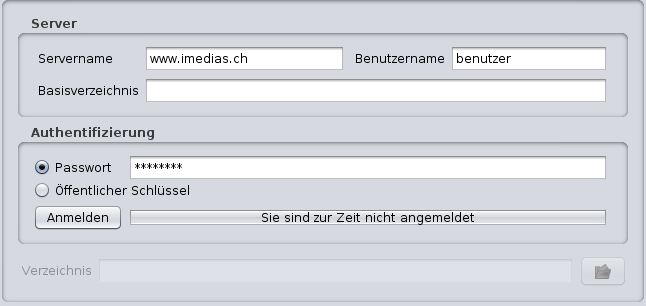 Server
Servername www.imedias.ch Benutzername benutzer
Basisverzeichnis
Authentifizierung
Passwort ********
Öffentlicher Schlüssel
Anmelden Sie sind zur Zeit nicht angemeldet
Verzeichnis